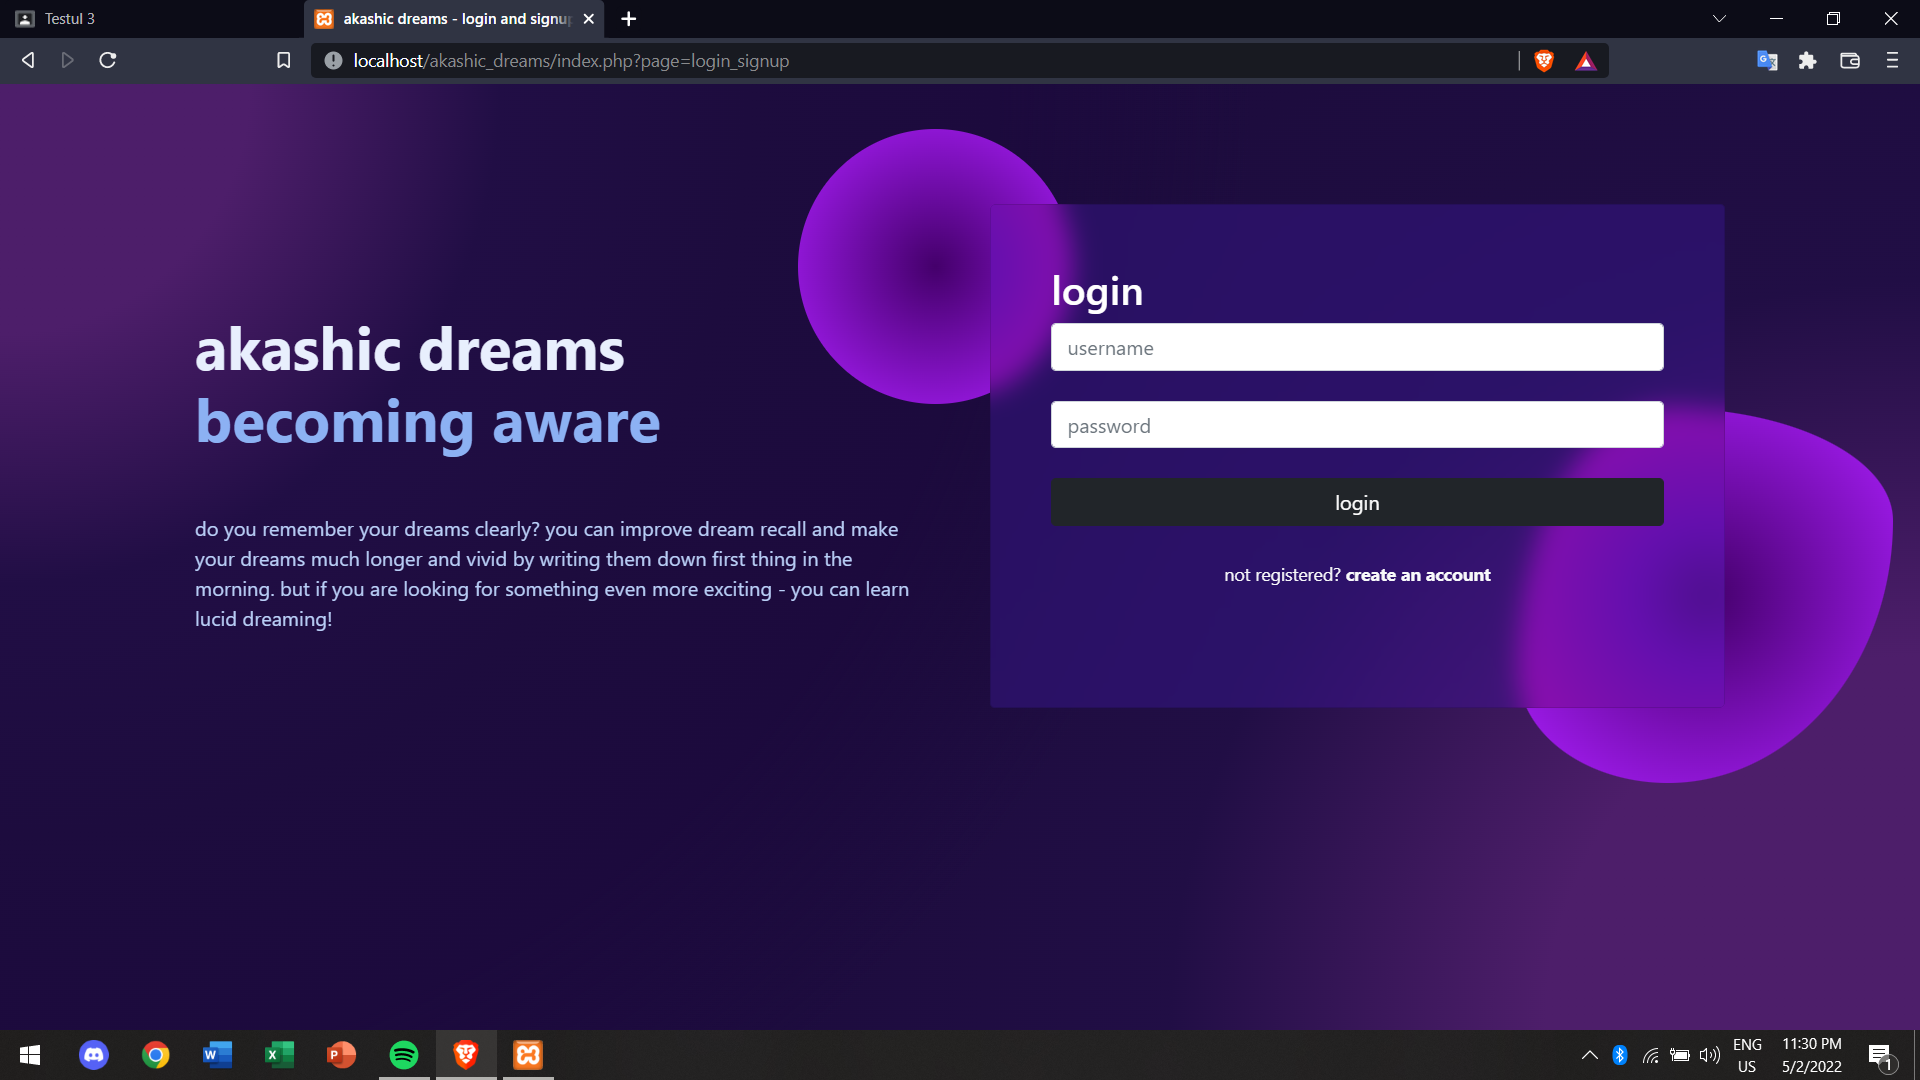 Testul 3
akashic dreams - login and signup
localhost/akashic_dreams/index.php?page=login_signup
akashic dreams
becoming aware
do you remember your dreams clearly? you can improve dream recall and make
your dreams much longer and vivid by writing them down first thing in the
morning. but if you are looking for something even more exciting - you can learn
lucid dreaming!
login
username
password
login
not registered? create an account
ENG
US
11:30 PM
5/2/2022
1